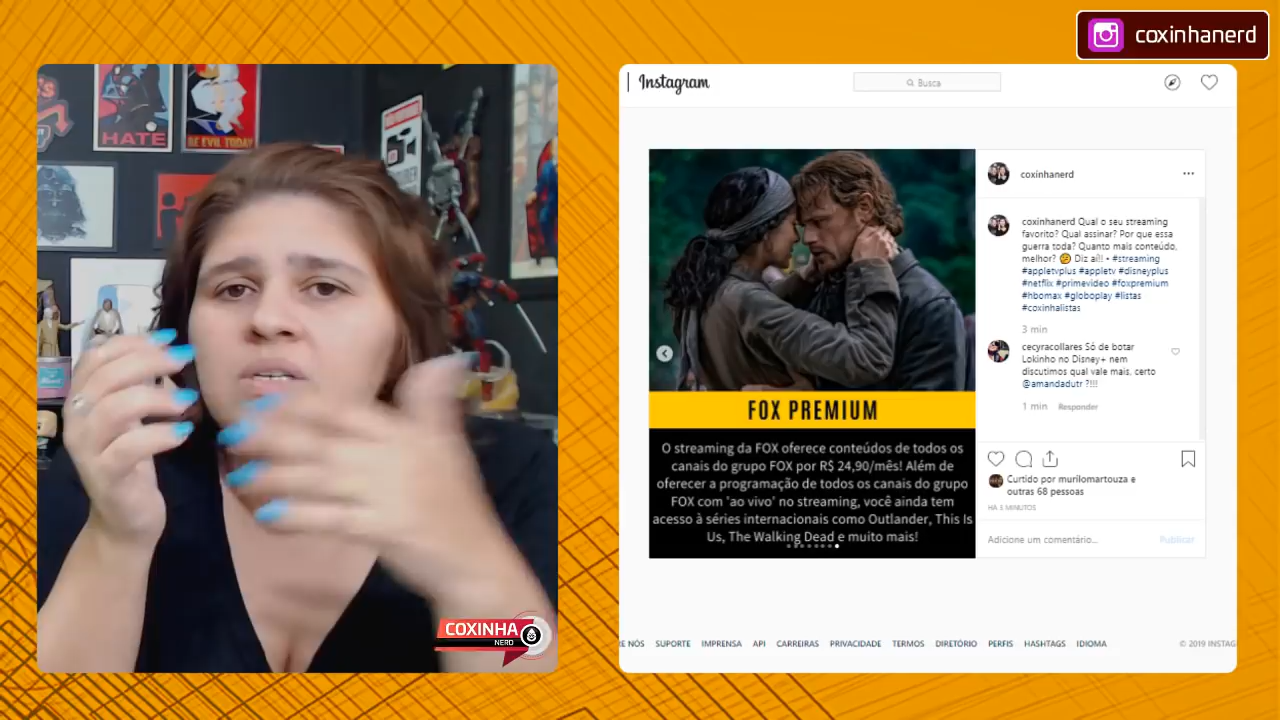 coxinhanerd
HATE
BE EVIL TODAY
COXINHA
NERD
Instagram
Busca
coxinhanerd
coxinhanerd Qual o seu streaming
favorito? Qual assinar? Por que essa
guerra toda? Quanto mais conteúdo,
melhor? 🤔 Diz aí!! • #streaming
#appletvplus #appletv #disneyplus
#netflix #primevideo #foxpremium
#hbomax #globoplay #listas
#coxinhalistas
3 min
cecyracollares Só de botar
Lokinho no Disney+ nem
discutimos qual vale mais, certo
@amandadutr ?!!!
1 min Responder
FOX PREMIUM
O streaming da FOX oferece conteúdos de todos os
canais do grupo FOX por R$ 24,90/mês! Além de
oferecer a programação de todos os canais do grupo
FOX com 'ao vivo' no streaming, você ainda tem
acesso à séries internacionais como Outlander, This Is
Us, The Walking Dead e muito mais!
Curtido por murilomartouza e
outras 68 pessoas
HÁ 5 MINUTOS
Adicione um comentário... Publicar
RE NÓS SUPORTE IMPRENSA API CARREIRAS PRIVACIDADE TERMOS DIRETÓRIO PERFIS HASHTAGS IDIOMA © 2019 INSTAG